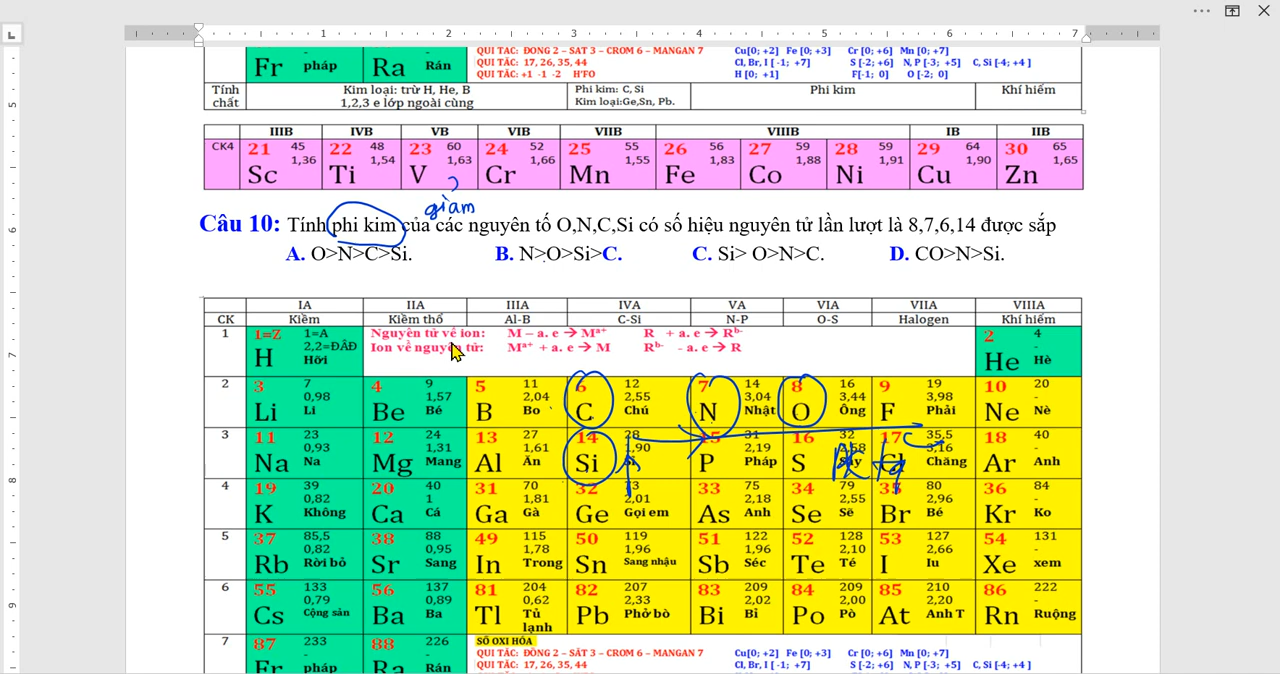 1 2 3 4 5 6 7
Fr - pháp Ra - Rán QUI TẮC: ĐỒNG 2 – SẮT 3 – CROM 6 – MANGAN 7 Cu[0; +2] Fe [0; +3] Cr [0; +6] Mn [0; +7]
QUI TẮC: 17, 26, 35, 44 Cl, Br, I [ -1; +7] S [-2; +6] N, P [-3; +5] C, Si [-4; +4 ]
QUI TẮC: +1 -1 -2 H'FO H [0; +1] F[-1; 0] O [-2; 0]
Tính chất Kim loại: trừ H, He, B Phi kim: C, Si Phi kim Khí hiếm
1,2,3 e lớp ngoài cùng Kim loại:Ge,Sn, Pb.
IIIB IVB VB VIB VIIB VIIIB IB IIB
CK4 21 45 22 48 23 60 24 52 25 55 26 56 27 59 28 59 29 64 30 65
1,36 1,54 1,63 1,66 1,55 1,83 1,88 1,91 1,90 1,65
Sc Ti V Cr Mn Fe Co Ni Cu Zn
giảm
Câu 10: Tính phi kim của các nguyên tố O,N,C,Si có số hiệu nguyên tử lần lượt là 8,7,6,14 được sắp
A. O>N>C>Si. B. N>O>Si>C. C. Si> O>N>C. D. CO>N>Si.
IA IIA IIIA IVA VA VIA VIIA VIIIA
CK Kiềm Kiềm thổ Al-B C-Si N-P O-S Halogen Khí hiếm
1 1=Z 1=A Nguyên tử về ion: M – a. e → Mᵃ⁺ R + a. e → Rᵇ⁻ 2 4
H 2,2=ĐÂĐ Ion về nguyên tử: Mᵃ⁺ + a. e → M Rᵇ⁻ - a. e → R He -
Hỡi Hè
2 3 7 4 9 5 11 6 12 7 14 8 16 9 19 10 20
0,98 1,57 2,04 2,55 3,04 3,44 3,98 -
Li Li Be Bé B Bo C Chú N Nhật O Ông F Phải Ne Nè
3 11 23 12 24 13 27 14 28 15 31 16 32 17 35,5 18 40
0,93 1,31 1,61 1,90 2,19 2,58 3,16 -
Na Na Mg Mang Al Ăn Si P Pháp S Cl Chăng Ar Anh
4 19 39 20 40 31 70 32 73 33 75 34 79 35 80 36 84
0,82 1 1,81 2,01 2,18 2,55 2,96 -
K Không Ca Cá Ga Gà Ge Gọi em As Anh Se Sẽ Br Bé Kr Ko
5 37 85,5 38 88 49 115 50 119 51 122 52 128 53 127 54 131
0,82 0,95 1,78 1,96 1,96 2,10 2,66 -
Rb Rời bỏ Sr Sang In Trong Sn Sang nhậu Sb Séc Te Té I Iu Xe xem
6 55 133 56 137 81 204 82 207 83 209 84 209 85 210 86 222
0,79 0,89 0,62 2,33 2,02 2,00 2,20 -
Cs Cộng sản Ba Ba Tl Tủ lạnh Pb Phở bò Bi Bi Po Pò At Anh T Rn Ruộng
7 87 233 88 226 SỐ OXI HÓA
- - QUI TẮC: ĐỒNG 2 – SẮT 3 – CROM 6 – MANGAN 7 Cu[0; +2] Fe [0; +3] Cr [0; +6] Mn [0; +7]
Fr pháp Ra Rán QUI TẮC: 17, 26, 35, 44 Cl, Br, I [ -1; +7] S [-2; +6] N, P [-3; +5] C, Si [-4; +4 ]